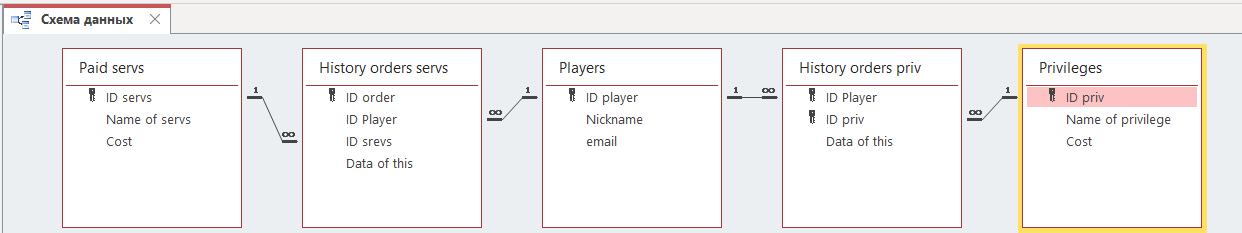 Схема данных
Paid servs
ID servs
Name of servs
Cost
1
∞
History orders servs
ID order
ID Player
ID srevs
Data of this
∞
1
Players
ID player
Nickname
email
1
∞
History orders priv
ID Player
ID priv
Data of this
∞
1
Privileges
ID priv
Name of privilege
Cost